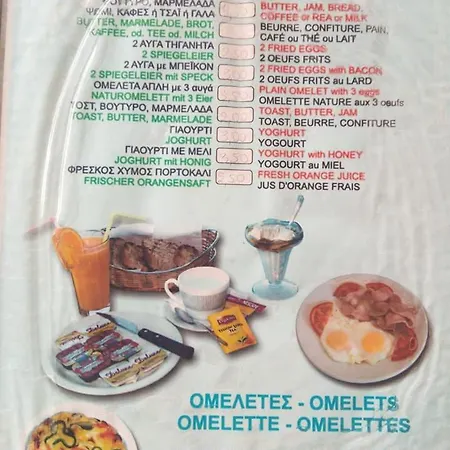 ΜΑΡΜΕΛΑΔΑ BUTTER, JAM, BREAD,
ΨΩΜΙ, ΚΑΦΕΣ ή ΤΣΑΪ ή ΓΑΛΑ COFFEE or REA or MILK
BUTTER, MARMELADE, BROT, BEURRE, CONFITURE, PAIN,
KAFFEE, od. TEE od. MILCH CAFÉ ou THÉ ou LAIT
2 ΑΥΓΑ ΤΗΓΑΝΗΤΑ 2 FRIED EGGS
2 SPIEGELEIER 2 OEUFS FRITS
2 ΑΥΓΑ με ΜΠΕΪΚΟΝ 2 FRIED EGGS with BACON
2 SPIEGELEIER mit SPECK 2 OEUFS FRITS au LARD
ΟΜΕΛΕΤΑ ΑΠΛΗ με 3 αυγά PLAIN OMELET with 3 eggs
NATUROMELETT mit 3 Eier OMELETTE NATURE aux 3 oeufs
ΤΟΣΤ, ΒΟΥΤΥΡΟ, ΜΑΡΜΕΛΑΔΑ TOAST, BUTTER, JAM
TOAST, BUTTER, MARMELADE TOAST, BEURRE, CONFITURE
ΓΙΑΟΥΡΤΙ YOGHURT
JOGHURT YOGOURT
ΓΙΑΟΥΡΤΙ ΜΕ ΜΕΛΙ YOGHURT with HONEY
JOGHURT mit HONIG YOGOURT au MIEL
ΦΡΕΣΚΟΣ ΧΥΜΟΣ ΠΟΡΤΟΚΑΛΙ FRESH ORANGE JUICE
FRISCHER ORANGENSAFT JUS D'ORANGE FRAIS
ΟΜΕΛΕΤΕΣ - OMELETS
OMELETTE - OMELETTES